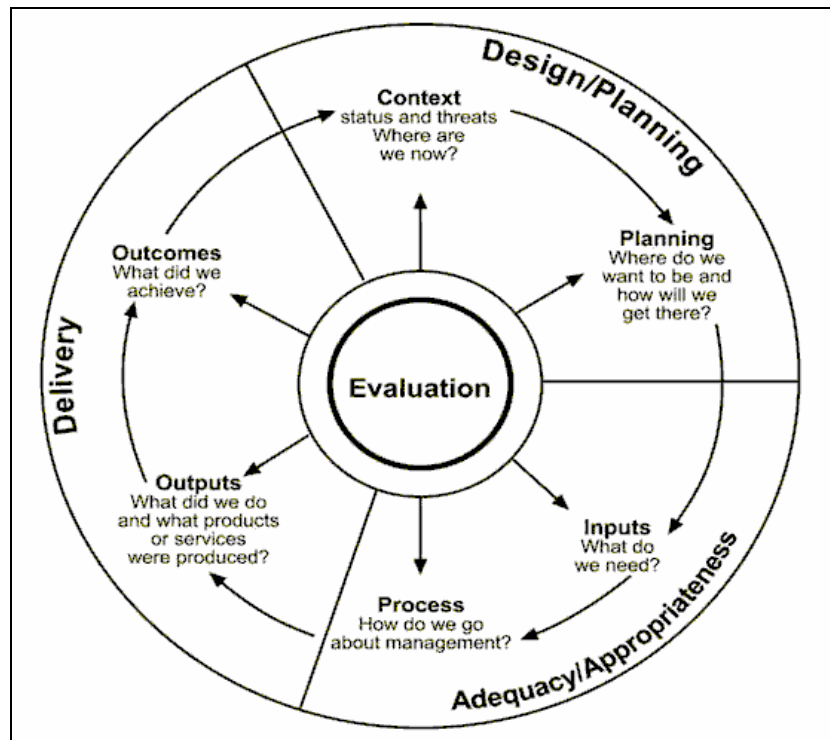 Design/Planning
Context
status and threats
Where are
we now?
Planning
Where do we
want to be and
how will we
get there?
Outcomes
What did we
achieve?
Delivery
Evaluation
Outputs
What did we do
and what products
or services
were produced?
Inputs
What do
we need?
Process
How do we go
about management?
Adequacy/Appropriateness